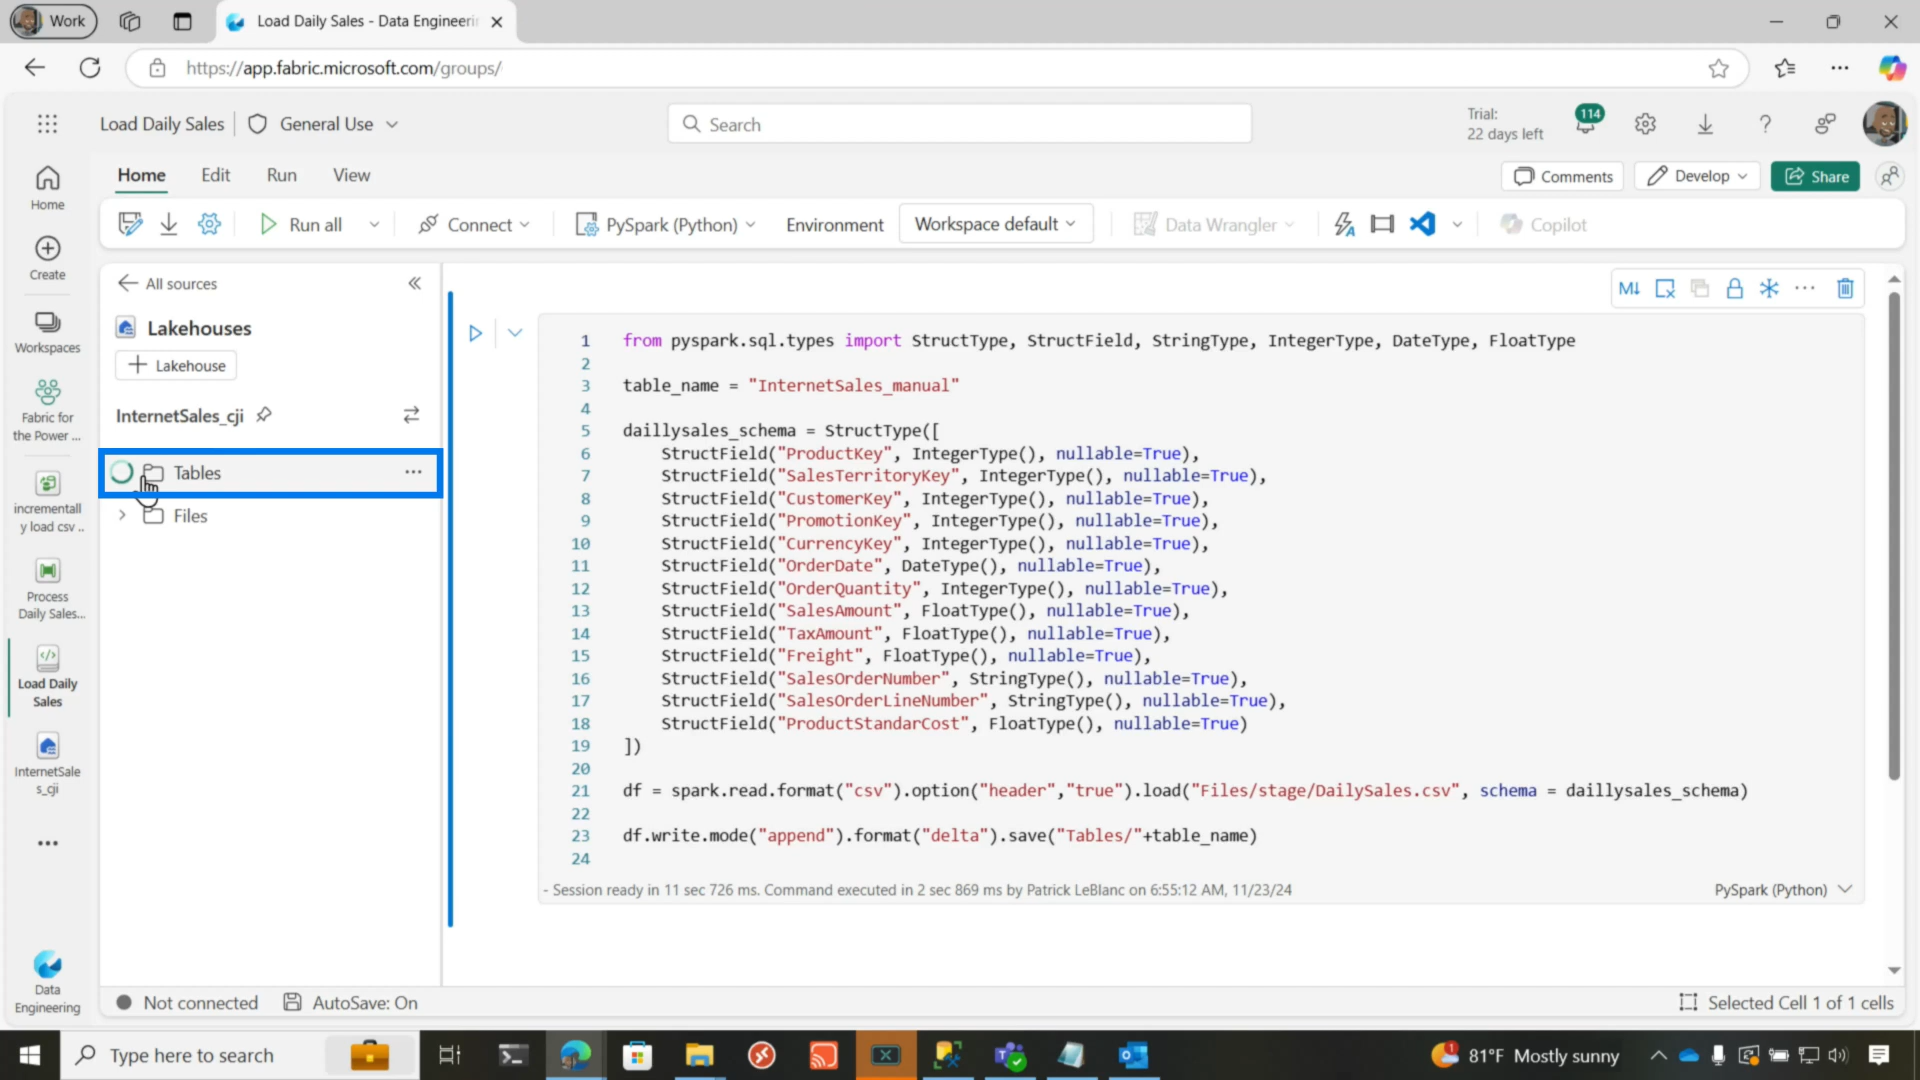 Work
Load Daily Sales - Data Engineerin
https://app.fabric.microsoft.com/groups/
Load Daily Sales
General Use
Search
Trial:
22 days left
114
Home
Edit
Run
View
Comments
Develop
Share
Run all
Connect
PySpark (Python)
Environment
Workspace default
Data Wrangler
Copilot
Home
Create
Workspaces
Fabric for
the Power ...
incrementall
y load csv ..
Process
Daily Sales...
Load Daily
Sales
InternetSale
s_cji
Data
Engineering
All sources
Lakehouses
Lakehouse
InternetSales_cji
Tables
Files
M↓
1 from pyspark.sql.types import StructType, StructField, StringType, IntegerType, DateType, FloatType
2
3 table_name = "InternetSales_manual"
4
5 daillysales_schema = StructType([
6 StructField("ProductKey", IntegerType(), nullable=True),
7 StructField("SalesTerritoryKey", IntegerType(), nullable=True),
8 StructField("CustomerKey", IntegerType(), nullable=True),
9 StructField("PromotionKey", IntegerType(), nullable=True),
10 StructField("CurrencyKey", IntegerType(), nullable=True),
11 StructField("OrderDate", DateType(), nullable=True),
12 StructField("OrderQuantity", IntegerType(), nullable=True),
13 StructField("SalesAmount", FloatType(), nullable=True),
14 StructField("TaxAmount", FloatType(), nullable=True),
15 StructField("Freight", FloatType(), nullable=True),
16 StructField("SalesOrderNumber", StringType(), nullable=True),
17 StructField("SalesOrderLineNumber", StringType(), nullable=True),
18 StructField("ProductStandarCost", FloatType(), nullable=True)
19 ])
20
21 df = spark.read.format("csv").option("header","true").load("Files/stage/DailySales.csv", schema = daillysales_schema)
22
23 df.write.mode("append").format("delta").save("Tables/"+table_name)
24
- Session ready in 11 sec 726 ms. Command executed in 2 sec 869 ms by Patrick LeBlanc on 6:55:12 AM, 11/23/24
PySpark (Python)
Not connected
AutoSave: On
Selected Cell 1 of 1 cells
Type here to search
1
81°F Mostly sunny